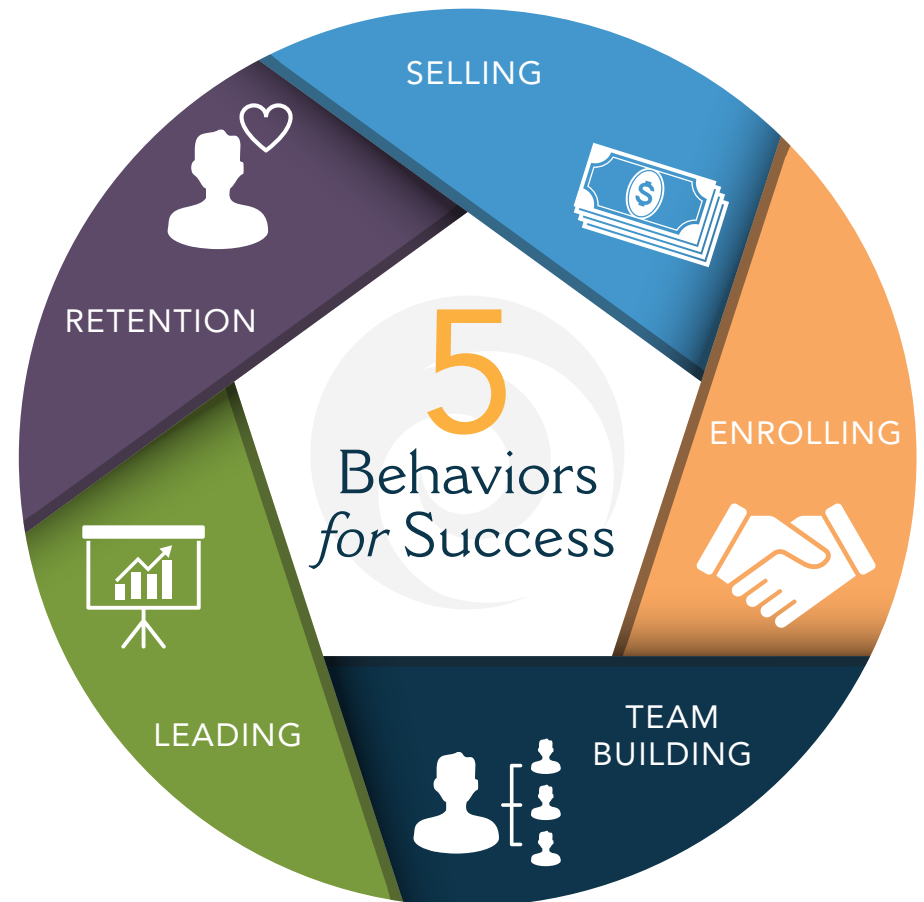 SELLING
ENROLLING
TEAM
BUILDING
LEADING
RETENTION
5
Behaviors
for Success
$